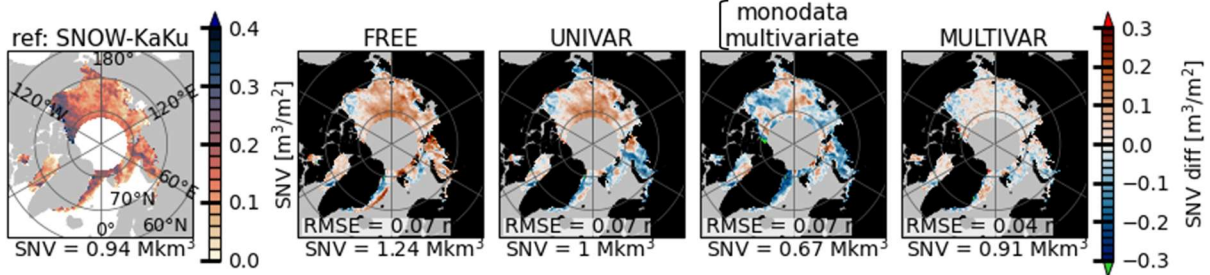 ref: SNOW-KaKu
180°
120°W
120°E
60°E
70°N
60°N
0°
SNV = 0.94 Mkm³
0.4
0.3
0.2
0.1
0.0
SNV [m³/m²]
FREE
RMSE = 0.07
SNV = 1.24 Mkm³
UNIVAR
RMSE = 0.07
SNV = 1 Mkm³
monodata
multivariate
RMSE = 0.07
SNV = 0.67 Mkm³
MULTIVAR
RMSE = 0.04
SNV = 0.91 Mkm³
0.3
0.2
0.1
0.0
−0.1
−0.2
−0.3
SNV diff [m³/m²]